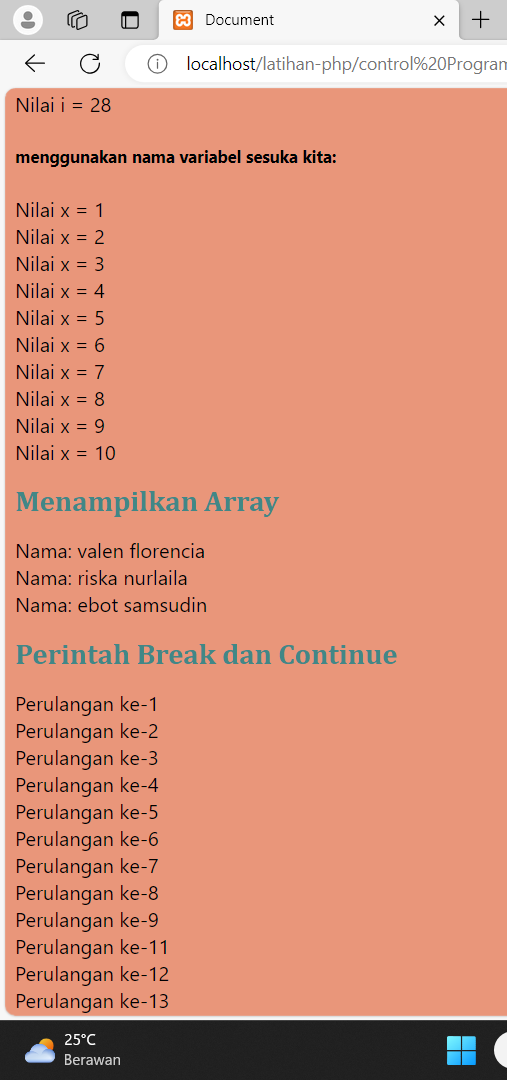 Document
localhost/latihan-php/control%20Program
Nilai i = 28
menggunakan nama variabel sesuka kita:
Nilai x = 1
Nilai x = 2
Nilai x = 3
Nilai x = 4
Nilai x = 5
Nilai x = 6
Nilai x = 7
Nilai x = 8
Nilai x = 9
Nilai x = 10
Menampilkan Array
Nama: valen florencia
Nama: riska nurlaila
Nama: ebot samsudin
Perintah Break dan Continue
Perulangan ke-1
Perulangan ke-2
Perulangan ke-3
Perulangan ke-4
Perulangan ke-5
Perulangan ke-6
Perulangan ke-7
Perulangan ke-8
Perulangan ke-9
Perulangan ke-11
Perulangan ke-12
Perulangan ke-13
25°C
Berawan